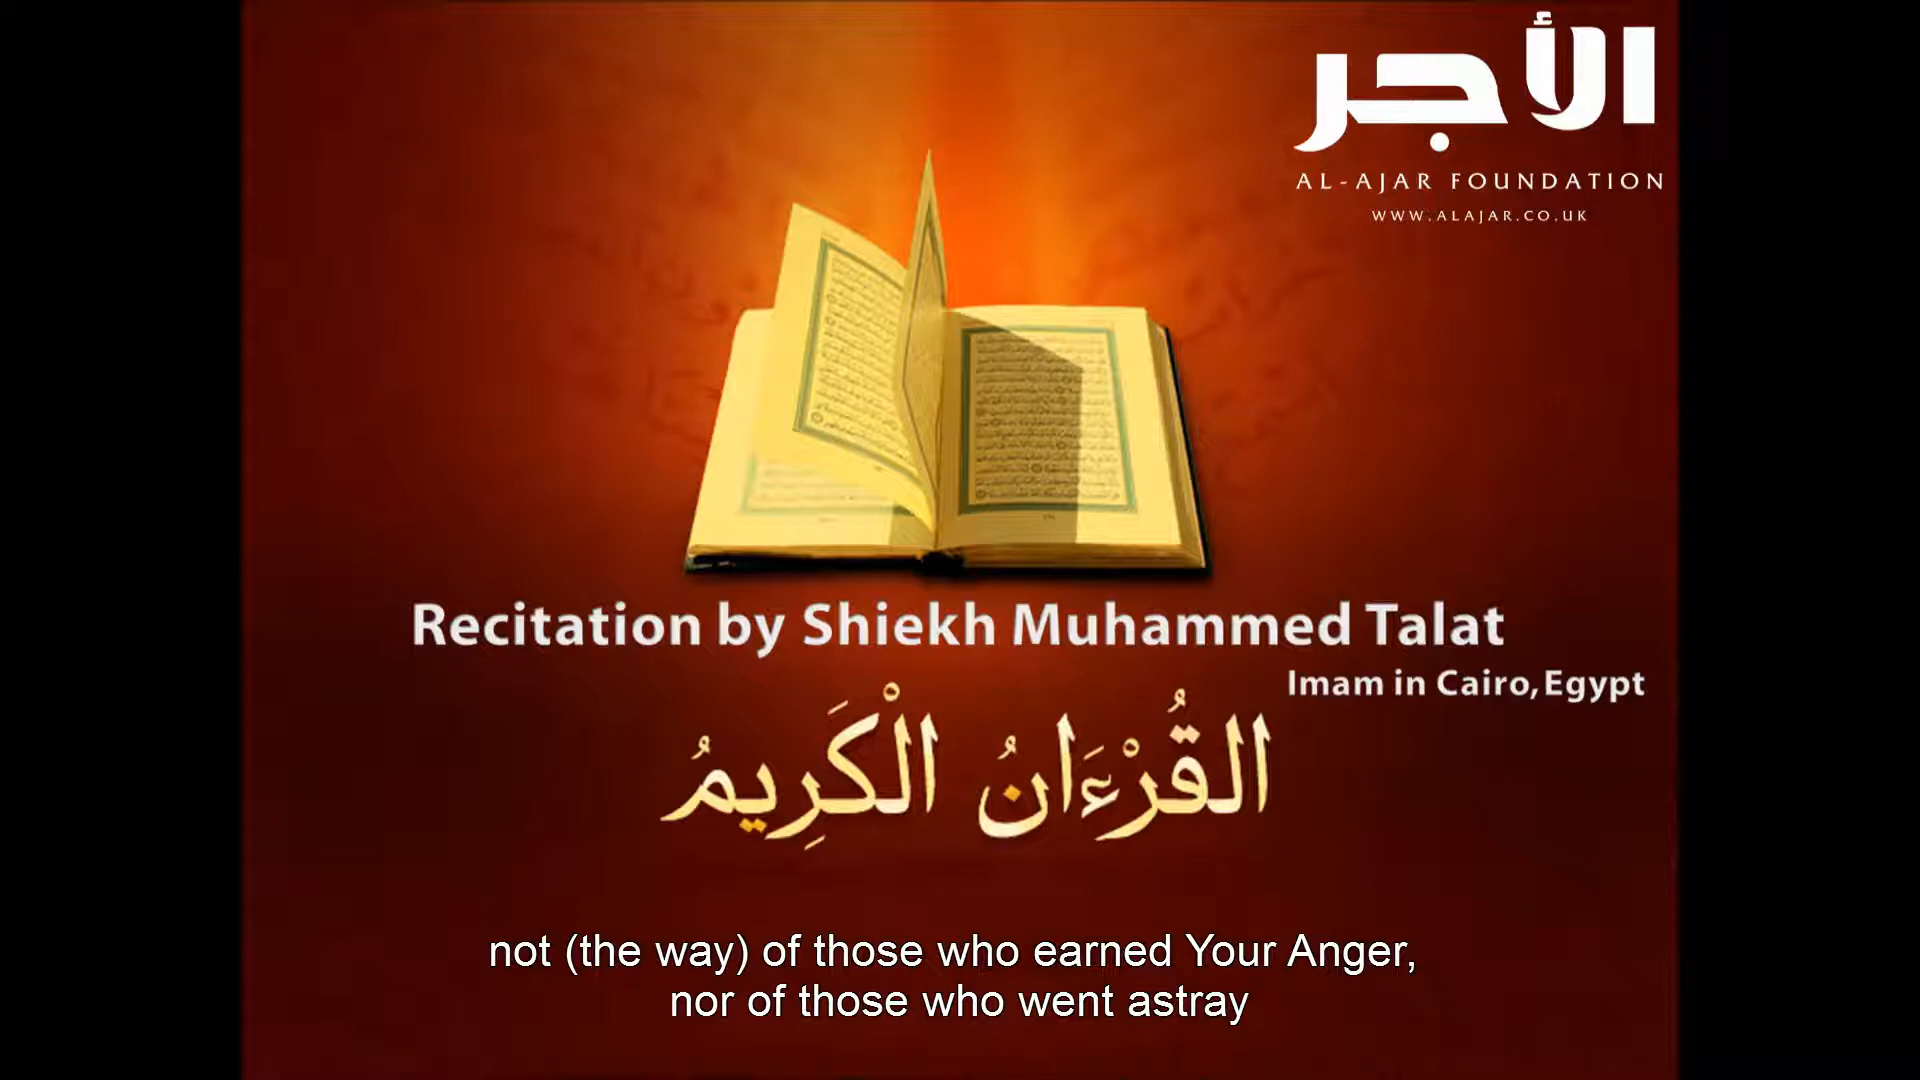 الأجر
AL-AJAR FOUNDATION
WWW.ALAJAR.CO.UK
Recitation by Shiekh Muhammed Talat
Imam in Cairo, Egypt
الْقُرْءَانُ الْكَرِيمُ
not (the way) of those who earned Your Anger,
nor of those who went astray